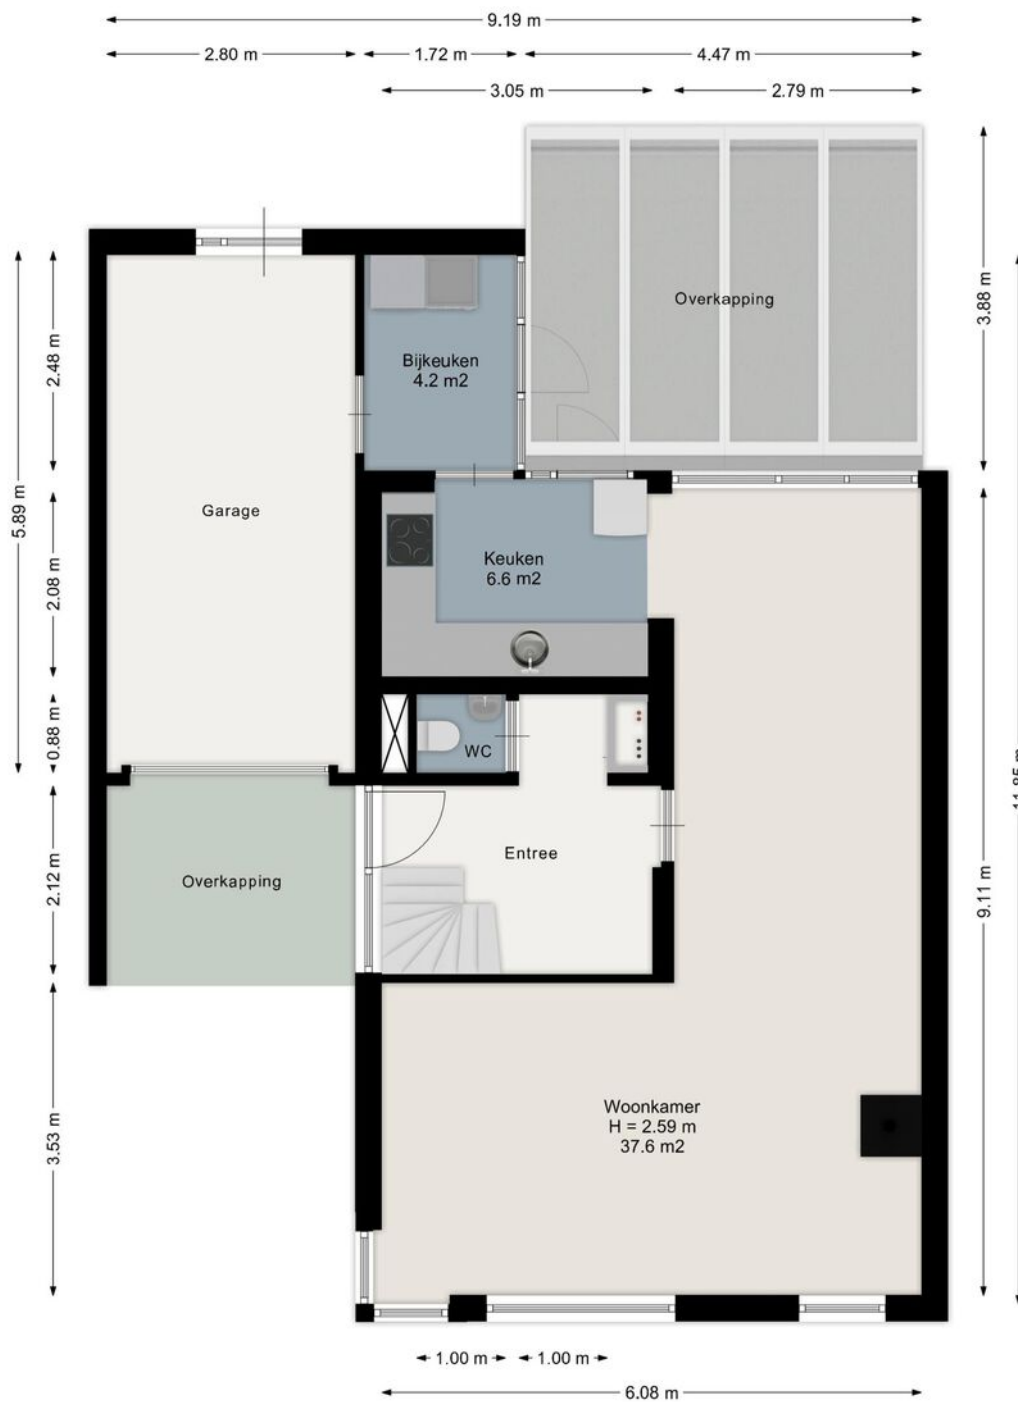 9.19 m
2.80 m
1.72 m
4.47 m
3.05 m
2.79 m
Overkapping
3.88 m
2.48 m
Bijkeuken
4.2 m2
5.89 m
Garage
2.08 m
Keuken
6.6 m2
0.88 m
WC
11.85 m
Entree
Overkapping
2.12 m
9.11 m
Woonkamer
H = 2.59 m
37.6 m2
3.53 m
1.00 m
1.00 m
6.08 m